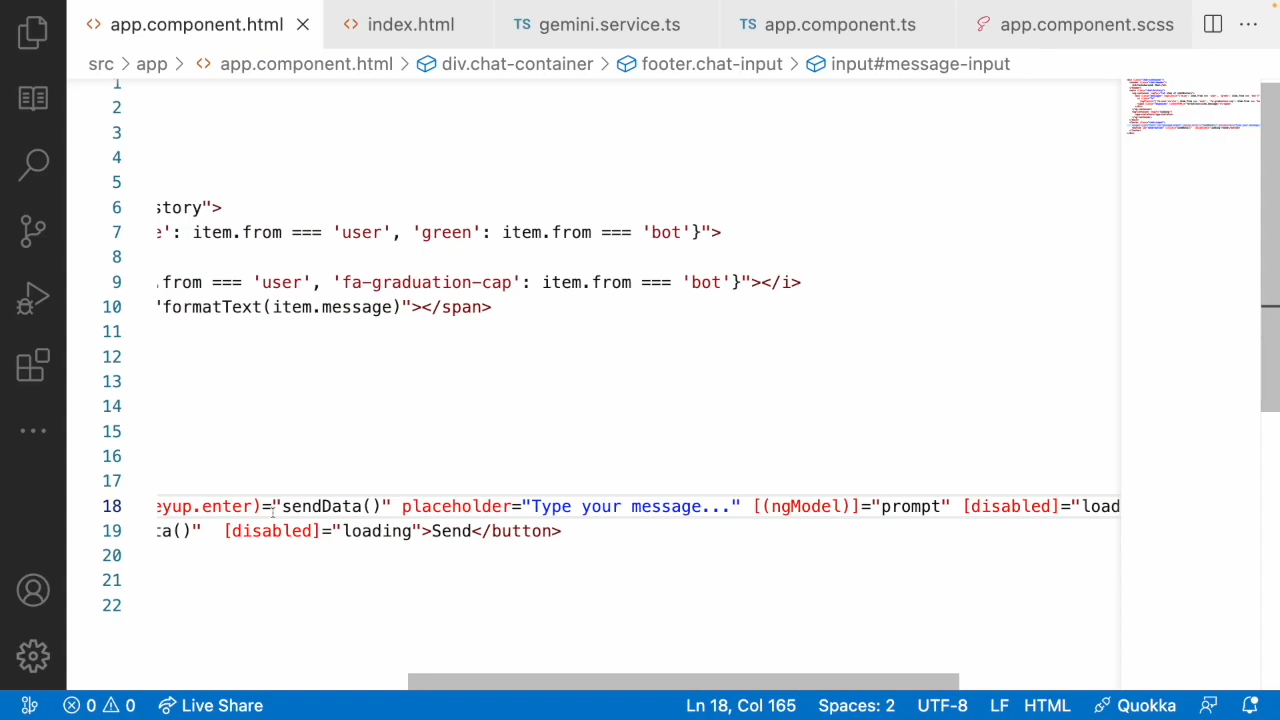 app.component.html
index.html
TS gemini.service.ts
TS app.component.ts
app.component.scss
src > app > app.component.html > div.chat-container > footer.chat-input > input#message-input
1
2
3
4
5
6 story">
7 e': item.from === 'user', 'green': item.from === 'bot'}">
8
9 .from === 'user', 'fa-graduation-cap': item.from === 'bot'}"></i>
10 "formatText(item.message)"></span>
11
12
13
14
15
16
17
18 eyup.enter)="sendData()" placeholder="Type your message..." [(ngModel)]="prompt" [disabled]="load
19 ta()"  [disabled]="loading">Send</button>
20
21
22
0 0 Live Share Ln 18, Col 165 Spaces: 2 UTF-8 LF HTML Quokka